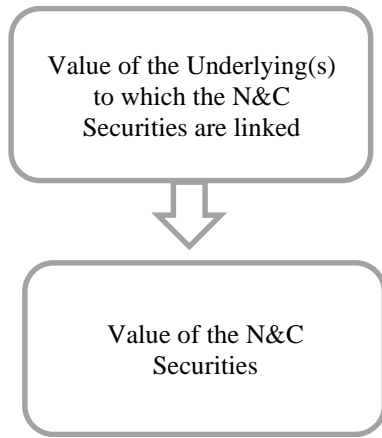 Value of the Underlying(s)
to which the N&C
Securities are linked
Value of the N&C
Securities